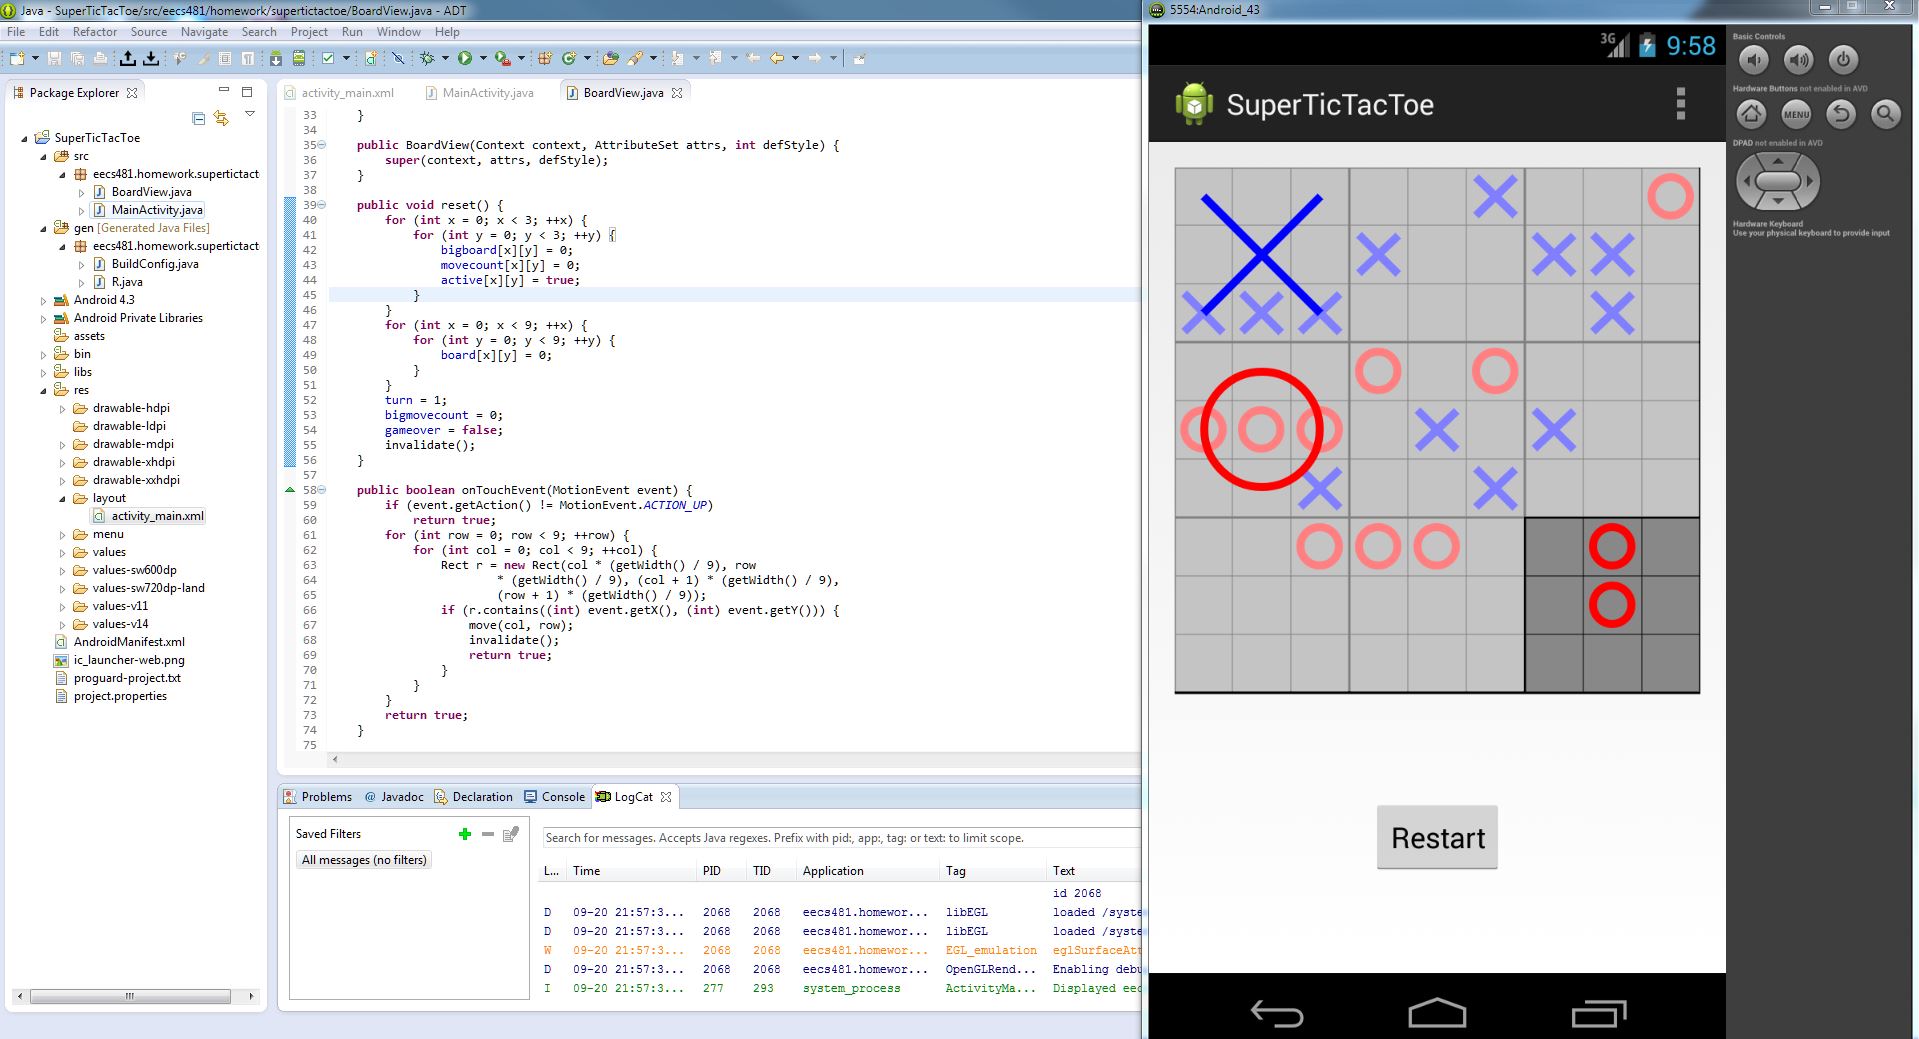 Java - SuperTicTacToe/src/eecs481/homework/supertictactoe/BoardView.java - ADT
File Edit Refactor Source Navigate Search Project Run Window Help
Package Explorer
SuperTicTacToe
src
eecs481.homework.supertictact
BoardView.java
MainActivity.java
gen [Generated Java Files]
eecs481.homework.supertictact
BuildConfig.java
R.java
Android 4.3
Android Private Libraries
assets
bin
libs
res
drawable-hdpi
drawable-ldpi
drawable-mdpi
drawable-xhdpi
drawable-xxhdpi
layout
activity_main.xml
menu
values
values-sw600dp
values-sw720dp-land
values-v11
values-v14
AndroidManifest.xml
ic_launcher-web.png
proguard-project.txt
project.properties
activity_main.xml MainActivity.java BoardView.java
33 }
34
35 public BoardView(Context context, AttributeSet attrs, int defStyle) {
36 super(context, attrs, defStyle);
37 }
38
39 public void reset() {
40 for (int x = 0; x < 3; ++x) {
41 for (int y = 0; y < 3; ++y) {
42 bigboard[x][y] = 0;
43 movecount[x][y] = 0;
44 active[x][y] = true;
45 }
46 }
47 for (int x = 0; x < 9; ++x) {
48 for (int y = 0; y < 9; ++y) {
49 board[x][y] = 0;
50 }
51 }
52 turn = 1;
53 bigmovecount = 0;
54 gameover = false;
55 invalidate();
56 }
57
58 public boolean onTouchEvent(MotionEvent event) {
59 if (event.getAction() != MotionEvent.ACTION_UP)
60 return true;
61 for (int row = 0; row < 9; ++row) {
62 for (int col = 0; col < 9; ++col) {
63 Rect r = new Rect(col * (getWidth() / 9), row
64 * (getWidth() / 9), (col + 1) * (getWidth() / 9),
65 (row + 1) * (getWidth() / 9));
66 if (r.contains((int) event.getX(), (int) event.getY())) {
67 move(col, row);
68 invalidate();
69 return true;
70 }
71 }
72 }
73 return true;
74 }
75
Problems @ Javadoc Declaration Console LogCat
Saved Filters
All messages (no filters)
Search for messages. Accepts Java regexes. Prefix with pid:, app:, tag: or text: to limit scope.
L... Time PID TID Application Tag Text
id 2068
D 09-20 21:57:3... 2068 2068 eecs481.homewor... libEGL loaded /syste
D 09-20 21:57:3... 2068 2068 eecs481.homewor... libEGL loaded /syste
W 09-20 21:57:3... 2068 2068 eecs481.homewor... EGL_emulation eglSurfaceAtt
D 09-20 21:57:3... 2068 2068 eecs481.homewor... OpenGLRend... Enabling debu
I 09-20 21:57:3... 277 293 system_process ActivityMa... Displayed eec
5554:Android_43
3G 9:58
SuperTicTacToe
Restart
Basic Controls
Hardware Buttons not enabled in AVD
MENU
DPAD not enabled in AVD
Hardware Keyboard
Use your physical keyboard to provide input